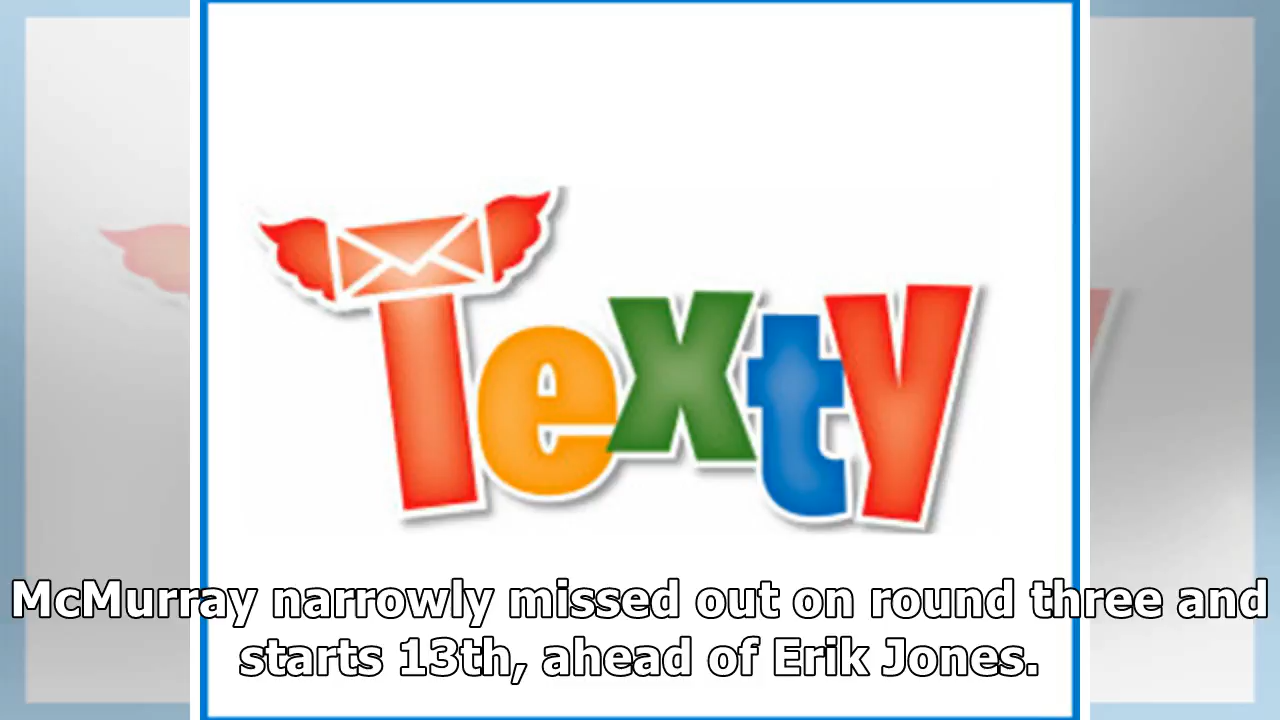 Texty
McMurray narrowly missed out on round three and
starts 13th, ahead of Erik Jones.